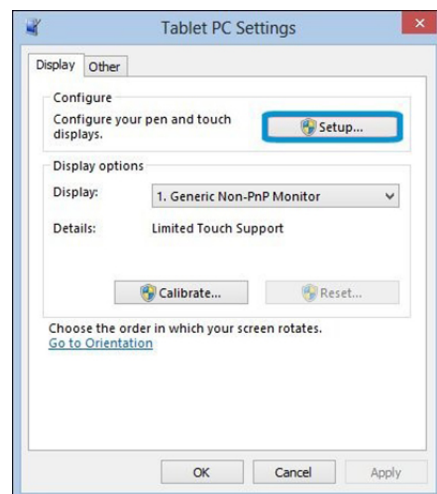 Tablet PC Settings
Display Other
Configure
Configure your pen and touch
displays.
Setup...
Display options
Display: 1. Generic Non-PnP Monitor
Details: Limited Touch Support
Calibrate... Reset...
Choose the order in which your screen rotates.
Go to Orientation
OK Cancel Apply